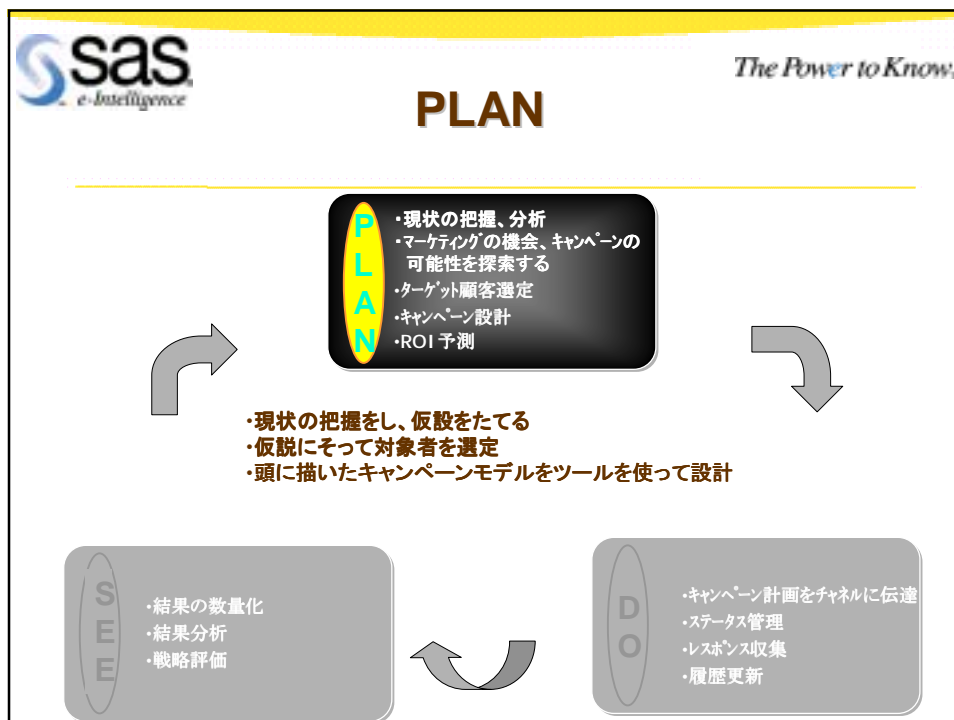 sas
e-Intelligence
The Power to Know.
PLAN
PLAN
・現状の把握、分析
・マーケティングの機会、キャンペーンの
可能性を探索する
・ターゲット顧客選定
・キャンペーン設計
・ROI 予測
・現状の把握をし、仮設をたてる
・仮説にそって対象者を選定
・頭に描いたキャンペーンモデルをツールを使って設計
SEE
・結果の数量化
・結果分析
・戦略評価
DO
・キャンペーン計画をチャネルに伝達
・ステータス管理
・レスポンス収集
・履歴更新